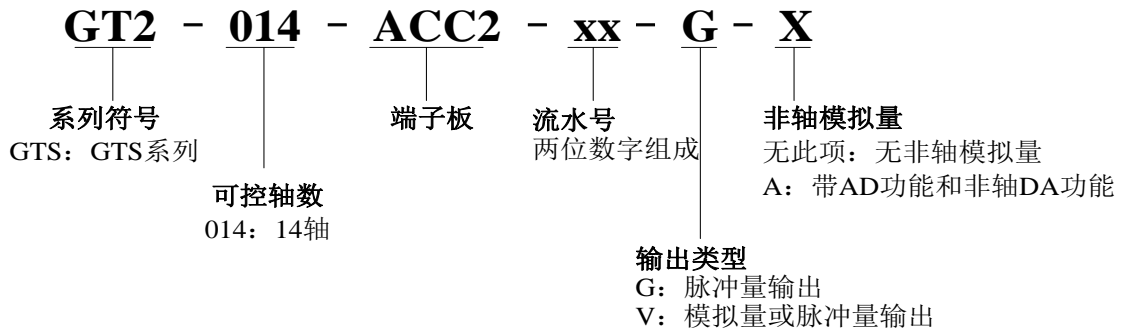 GT2 - 014 - ACC2 - xx - G - X
系列符号
GTS：GTS系列
可控轴数
014：14轴
端子板
流水号
两位数字组成
输出类型
G：脉冲量输出
V：模拟量或脉冲量输出
非轴模拟量
无此项：无非轴模拟量
A：带AD功能和非轴DA功能